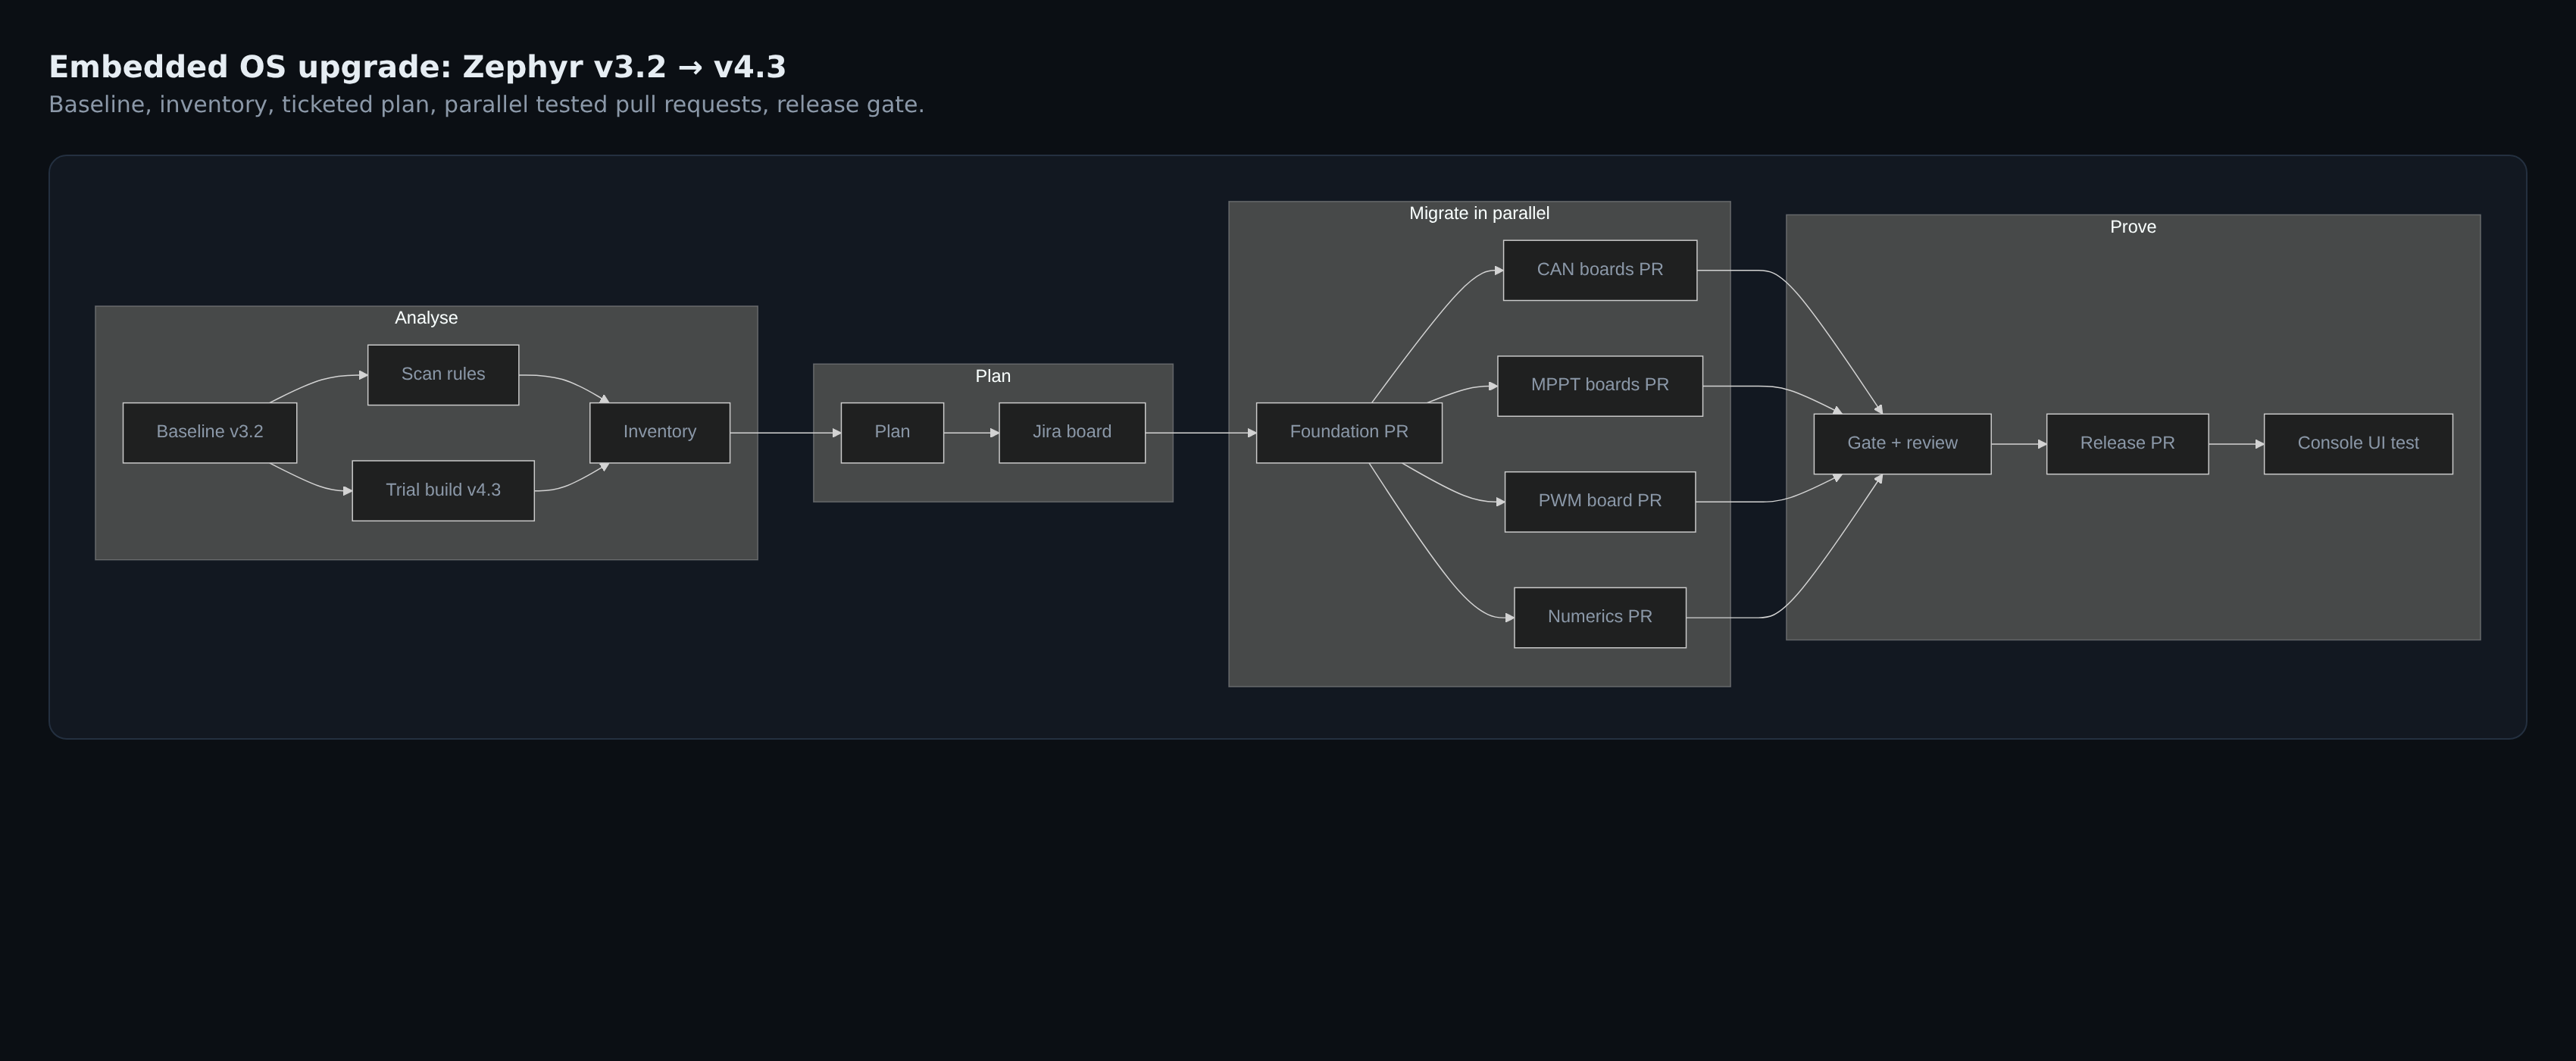 Embedded OS upgrade: Zephyr v3.2 → v4.3
Baseline, inventory, ticketed plan, parallel tested pull requests, release gate.
Analyse
Baseline v3.2
Scan rules
Trial build v4.3
Inventory
Plan
Plan
Jira board
Migrate in parallel
Foundation PR
CAN boards PR
MPPT boards PR
PWM board PR
Numerics PR
Prove
Gate + review
Release PR
Console UI test